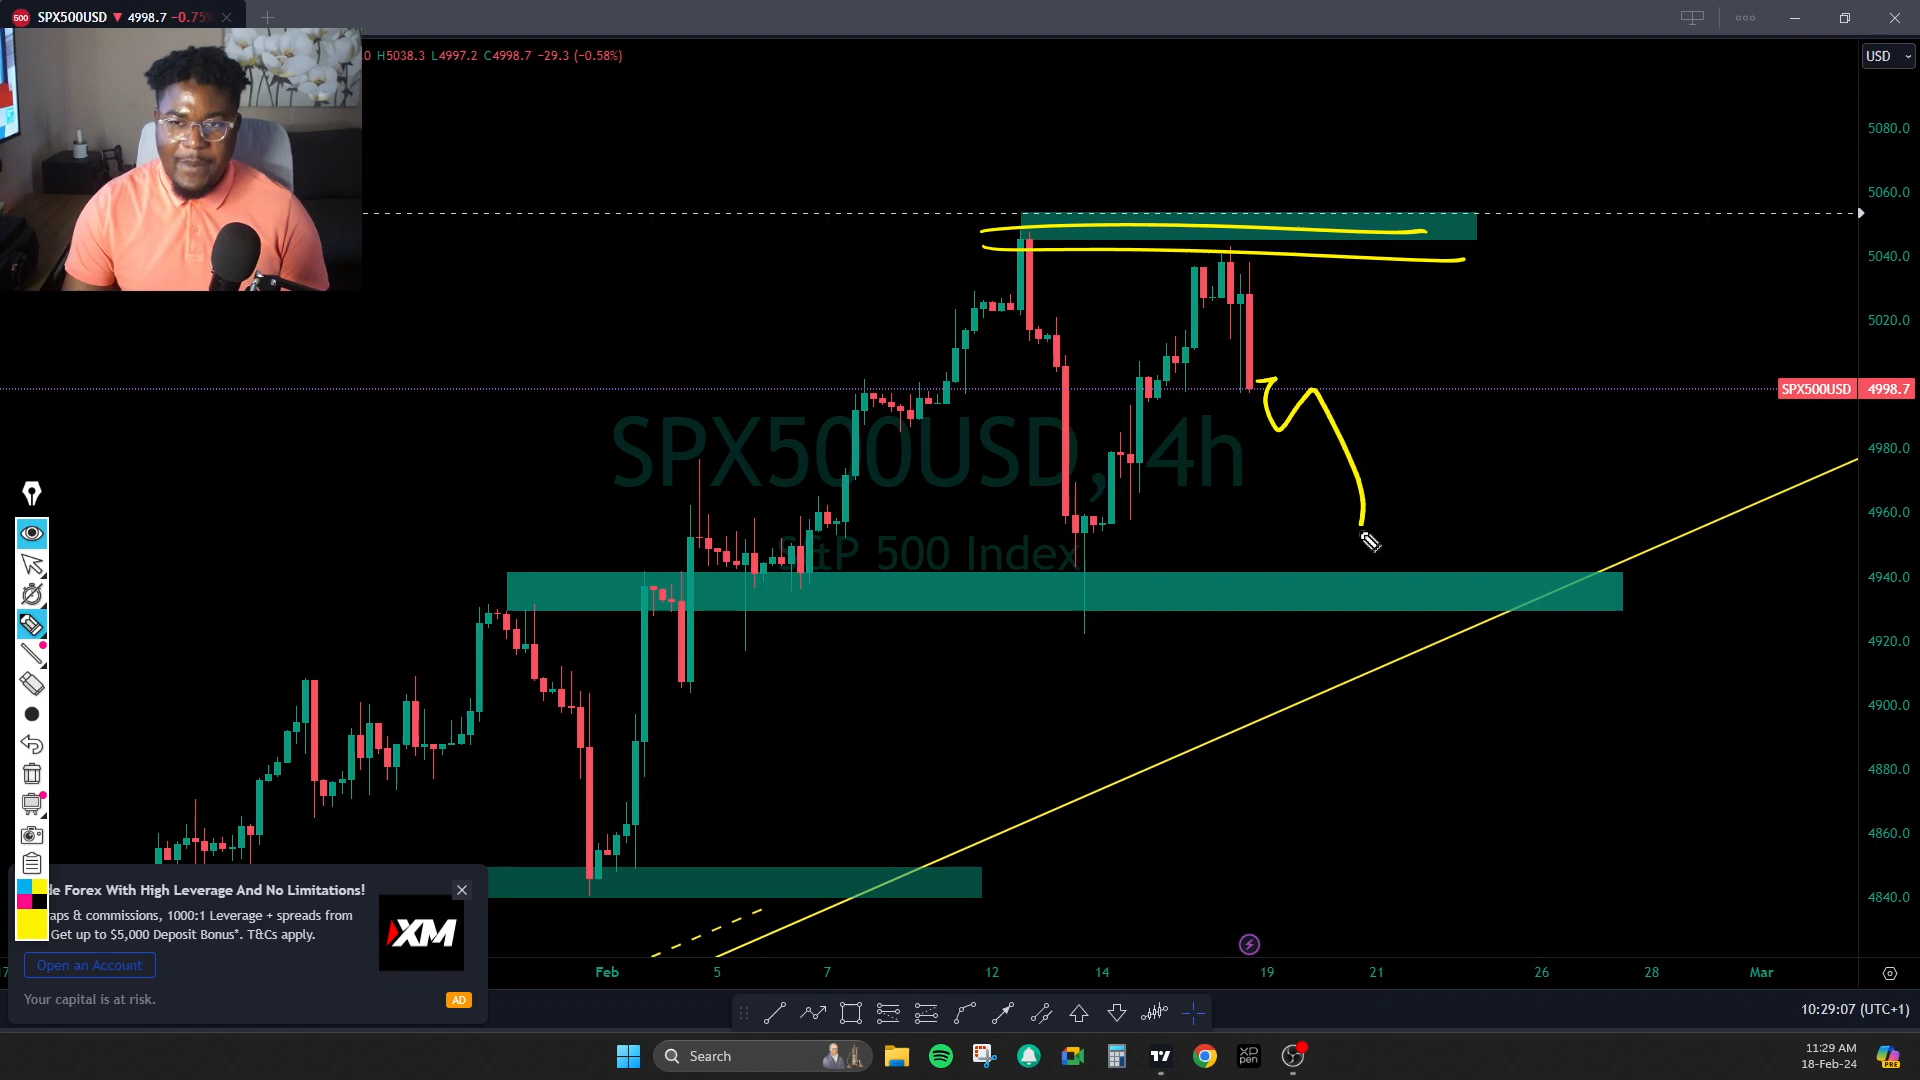 500 SPX500USD ▼ 4998.7 −0.75%
H5038.3 L4997.2 C4998.7 −29.3 (−0.58%)
USD
5080.0
5060.0
5040.0
5020.0
SPX500USD 4998.7
4980.0
4960.0
4940.0
4920.0
4900.0
4880.0
4860.0
4840.0
SPX500USD, 4h
S&P 500 Index
de Forex With High Leverage And No Limitations!
aps & commissions, 1000:1 Leverage + spreads from
Get up to $5,000 Deposit Bonus*. T&Cs apply.
XM
Open an Account
Your capital is at risk.
AD
Feb 5 7 12 14 19 21 26 28 Mar
10:29:07 (UTC+1)
Search
XP
pen
11:29 AM
18-Feb-24
PRE